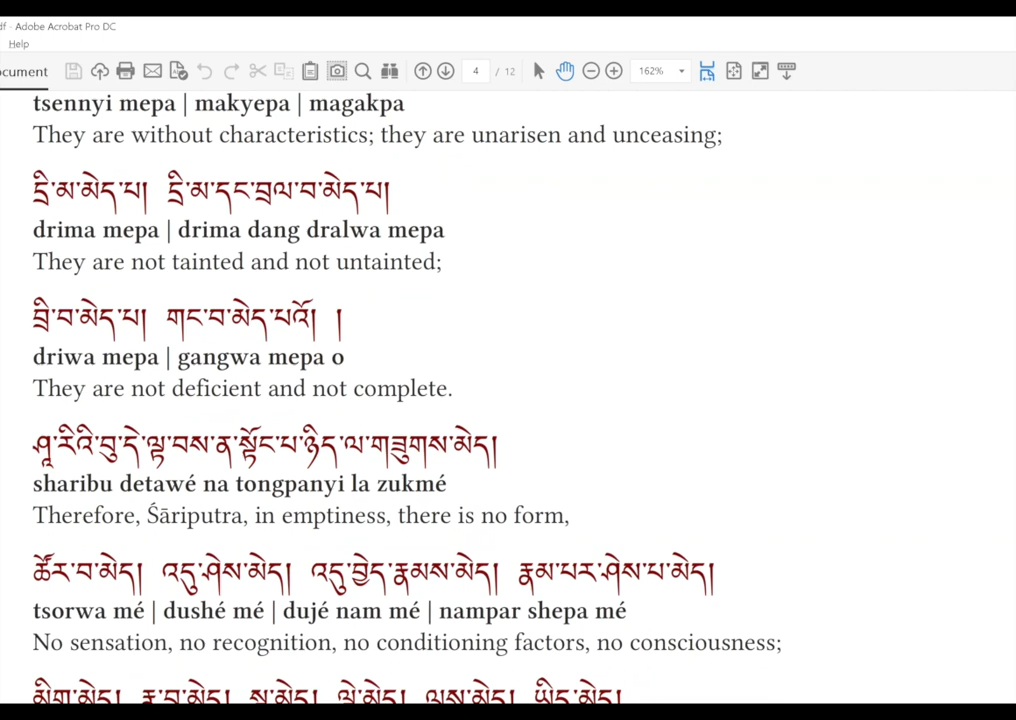 df - Adobe Acrobat Pro DC
Help
ocument 4 / 12 162%
tsennyi mepa | makyepa | magakpa
They are without characteristics; they are unarisen and unceasing;
དྲི་མ་མེད་པ། དྲི་མ་དང་བྲལ་བ་མེད་པ།
drima mepa | drima dang dralwa mepa
They are not tainted and not untainted;
བྲི་བ་མེད་པ། གང་བ་མེད་པའོ། །
driwa mepa | gangwa mepa o
They are not deficient and not complete.
ཤཱ་རིའི་བུ་དེ་ལྟ་བས་ན་སྟོང་པ་ཉིད་ལ་གཟུགས་མེད།
sharibu detawé na tongpanyi la zukmé
Therefore, Śāriputra, in emptiness, there is no form,
ཚོར་བ་མེད། འདུ་ཤེས་མེད། འདུ་བྱེད་རྣམས་མེད། རྣམ་པར་ཤེས་པ་མེད།
tsorwa mé | dushé mé | dujé nam mé | nampar shepa mé
No sensation, no recognition, no conditioning factors, no consciousness;
མིག་མེད། རྣ་བ་མེད། སྣ་མེད། ལྕེ་མེད། ལུས་མེད། ཡིད་མེད།